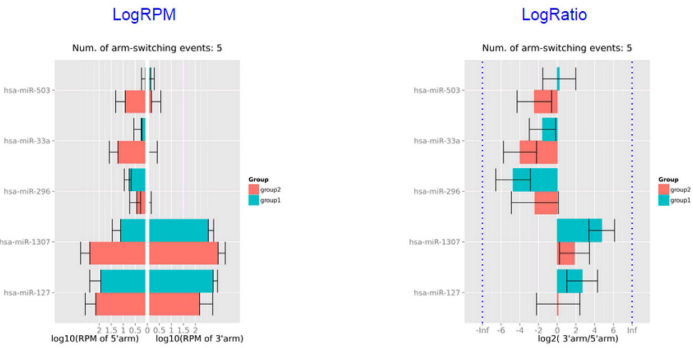 LogRPM
Num. of arm-switching events: 5
hsa-miR-503
hsa-miR-33a
hsa-miR-296
hsa-miR-1307
hsa-miR-127
2 1.5 1 0.5 0 0.5 1 1.5 2
log10(RPM of 5'arm) log10(RPM of 3'arm)
Group
group2
group1
LogRatio
Num. of arm-switching events: 5
hsa-miR-503
hsa-miR-33a
hsa-miR-296
hsa-miR-1307
hsa-miR-127
-Inf -6 -4 -2 0 2 4 6 Inf
log2( 3'arm/5'arm)
Group
group2
group1